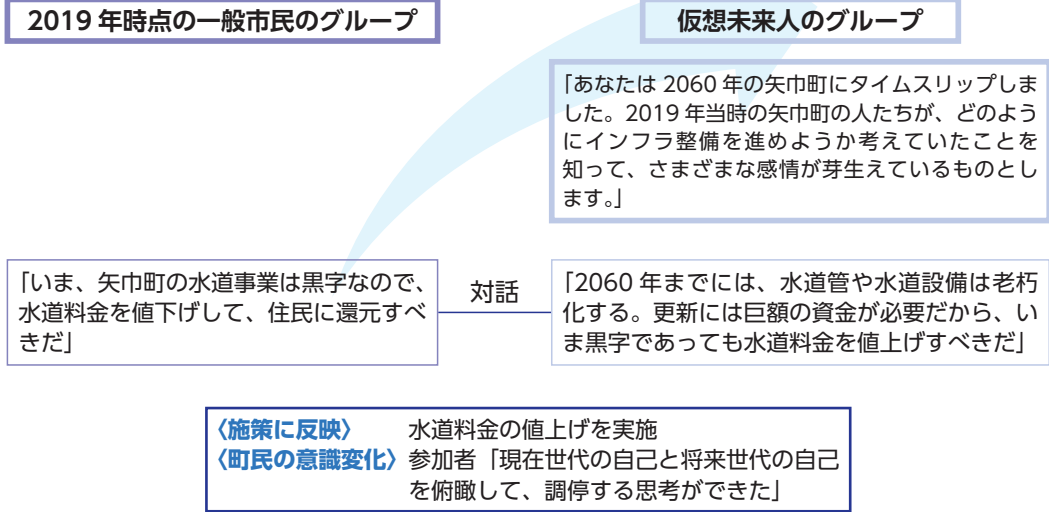 2019 年時点の一般市民のグループ
仮想未来人のグループ
「あなたは 2060 年の矢巾町にタイムスリップしま
した。2019 年当時の矢巾町の人たちが、どのよう
にインフラ整備を進めようか考えていたことを
知って、さまざまな感情が芽生えているものとし
ます。」
「いま、矢巾町の水道事業は黒字なので、
水道料金を値下げして、住民に還元すべ
きだ」
対話
「2060 年までには、水道管や水道設備は老朽
化する。更新には巨額の資金が必要だから、い
ま黒字であっても水道料金を値上げすべきだ」
〈施策に反映〉 水道料金の値上げを実施
〈町民の意識変化〉 参加者「現在世代の自己と将来世代の自己
を俯瞰して、調停する思考ができた」